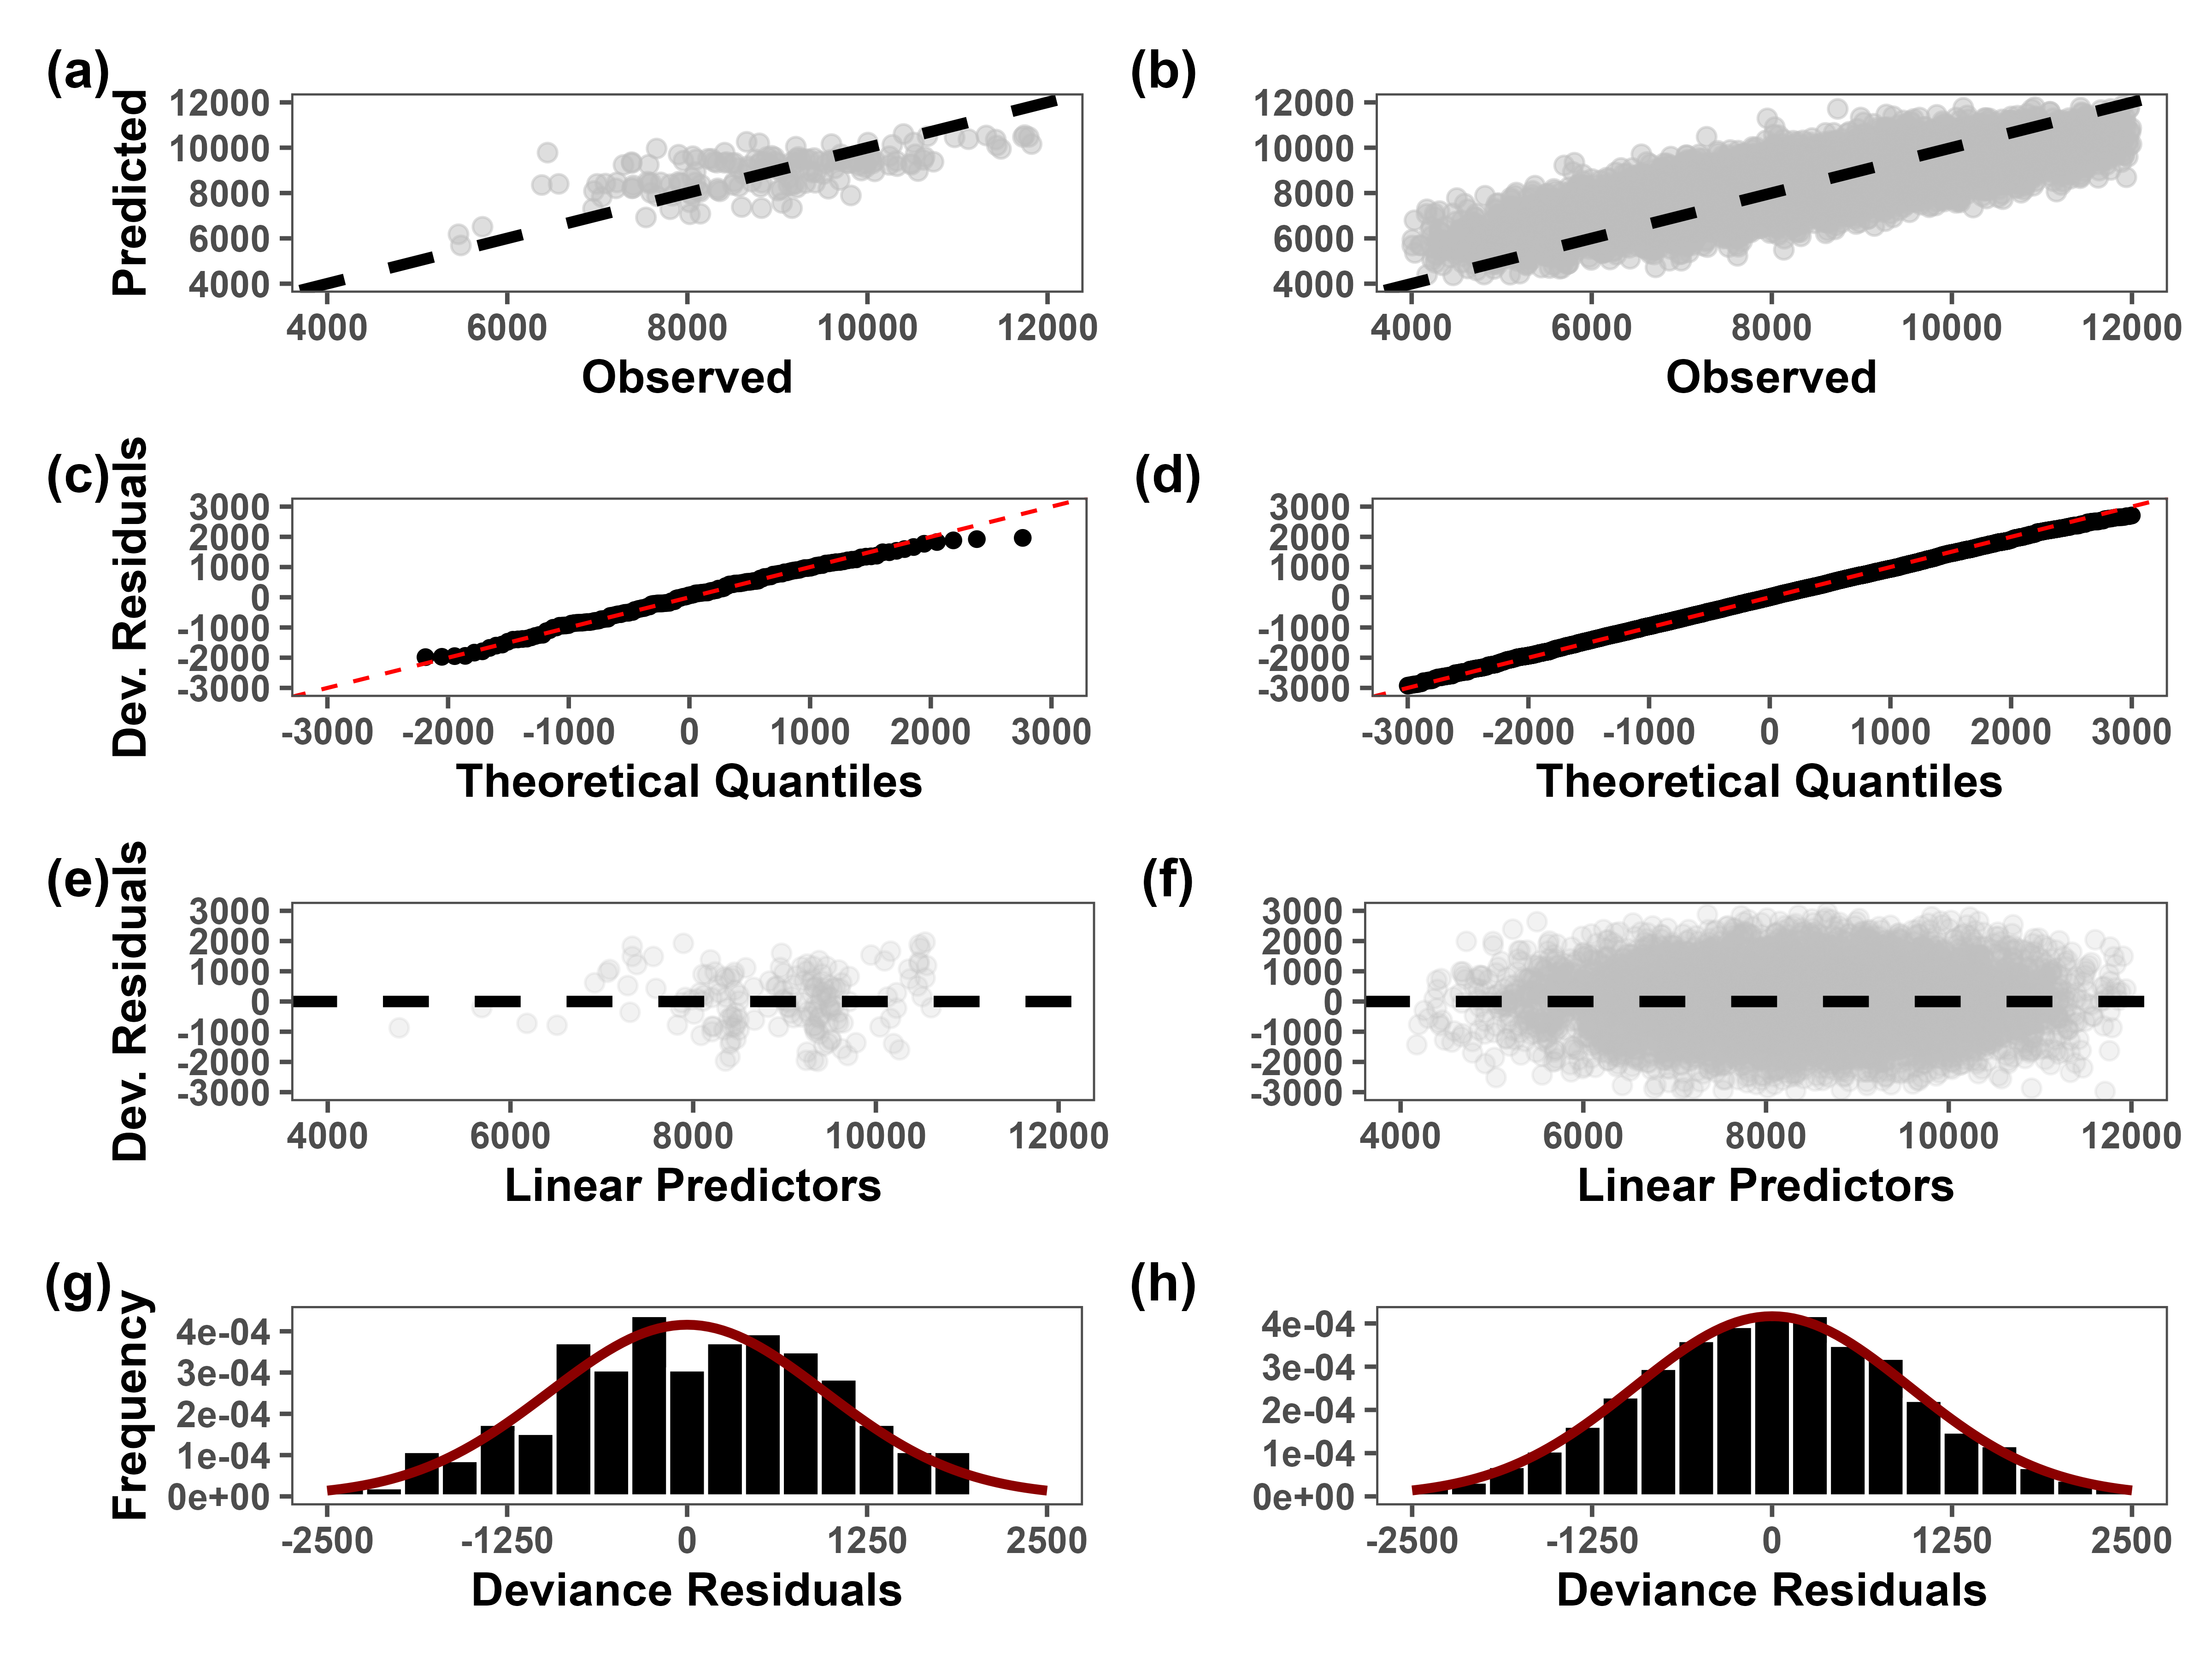 (a)
Predicted
12000
10000
8000
6000
4000
4000 6000 8000 10000 12000
Observed
(b)
12000
10000
8000
6000
4000
4000 6000 8000 10000 12000
Observed
(c)
Dev. Residuals
3000
2000
1000
0
-1000
-2000
-3000
-3000 -2000 -1000 0 1000 2000 3000
Theoretical Quantiles
(d)
3000
2000
1000
0
-1000
-2000
-3000
-3000 -2000 -1000 0 1000 2000 3000
Theoretical Quantiles
(e)
Dev. Residuals
3000
2000
1000
0
-1000
-2000
-3000
4000 6000 8000 10000 12000
Linear Predictors
(f)
3000
2000
1000
0
-1000
-2000
-3000
4000 6000 8000 10000 12000
Linear Predictors
(g)
Frequency
4e-04
3e-04
2e-04
1e-04
0e+00
-2500 -1250 0 1250 2500
Deviance Residuals
(h)
4e-04
3e-04
2e-04
1e-04
0e+00
-2500 -1250 0 1250 2500
Deviance Residuals